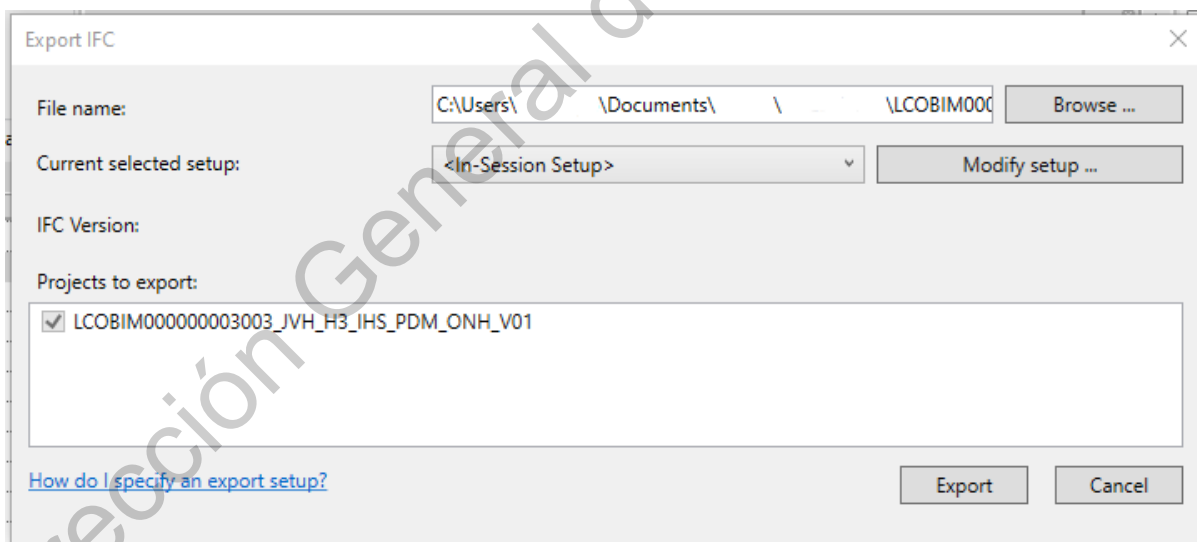 Export IFC
File name:
C:\Users\ \Documents\ \ \LCOBIM000
Browse ...
Current selected setup:
<In-Session Setup>
Modify setup ...
IFC Version:
Projects to export:
LCOBIM000000003003_JVH_H3_IHS_PDM_ONH_V01
How do I specify an export setup?
Export
Cancel
ección General d